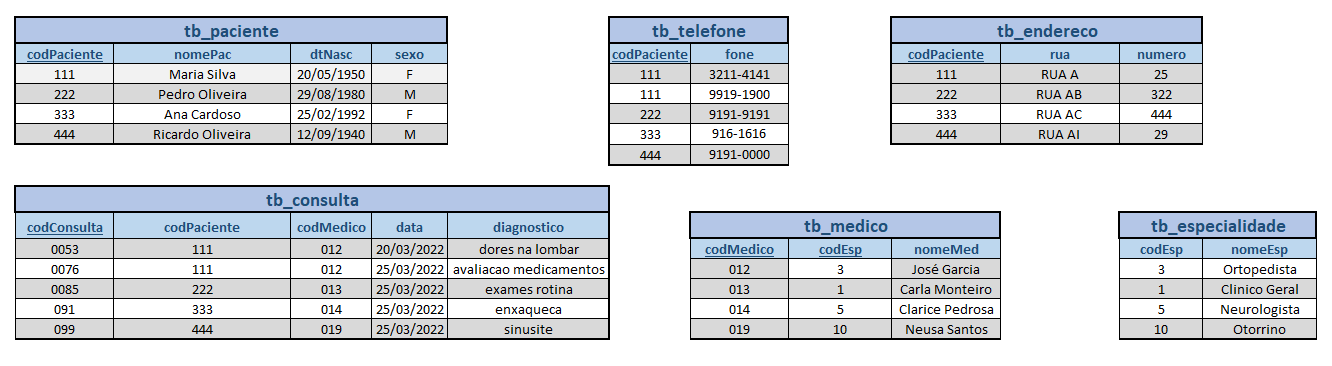 tb_paciente
codPaciente nomePac dtNasc sexo
111 Maria Silva 20/05/1950 F
222 Pedro Oliveira 29/08/1980 M
333 Ana Cardoso 25/02/1992 F
444 Ricardo Oliveira 12/09/1940 M
tb_telefone
codPaciente fone
111 3211-4141
111 9919-1900
222 9191-9191
333 916-1616
444 9191-0000
tb_endereco
codPaciente rua numero
111 RUA A 25
222 RUA AB 322
333 RUA AC 444
444 RUA AI 29
tb_consulta
codConsulta codPaciente codMedico data diagnostico
0053 111 012 20/03/2022 dores na lombar
0076 111 012 25/03/2022 avaliacao medicamentos
0085 222 013 25/03/2022 exames rotina
091 333 014 25/03/2022 enxaqueca
099 444 019 25/03/2022 sinusite
tb_medico
codMedico codEsp nomeMed
012 3 José Garcia
013 1 Carla Monteiro
014 5 Clarice Pedrosa
019 10 Neusa Santos
tb_especialidade
codEsp nomeEsp
3 Ortopedista
1 Clinico Geral
5 Neurologista
10 Otorrino